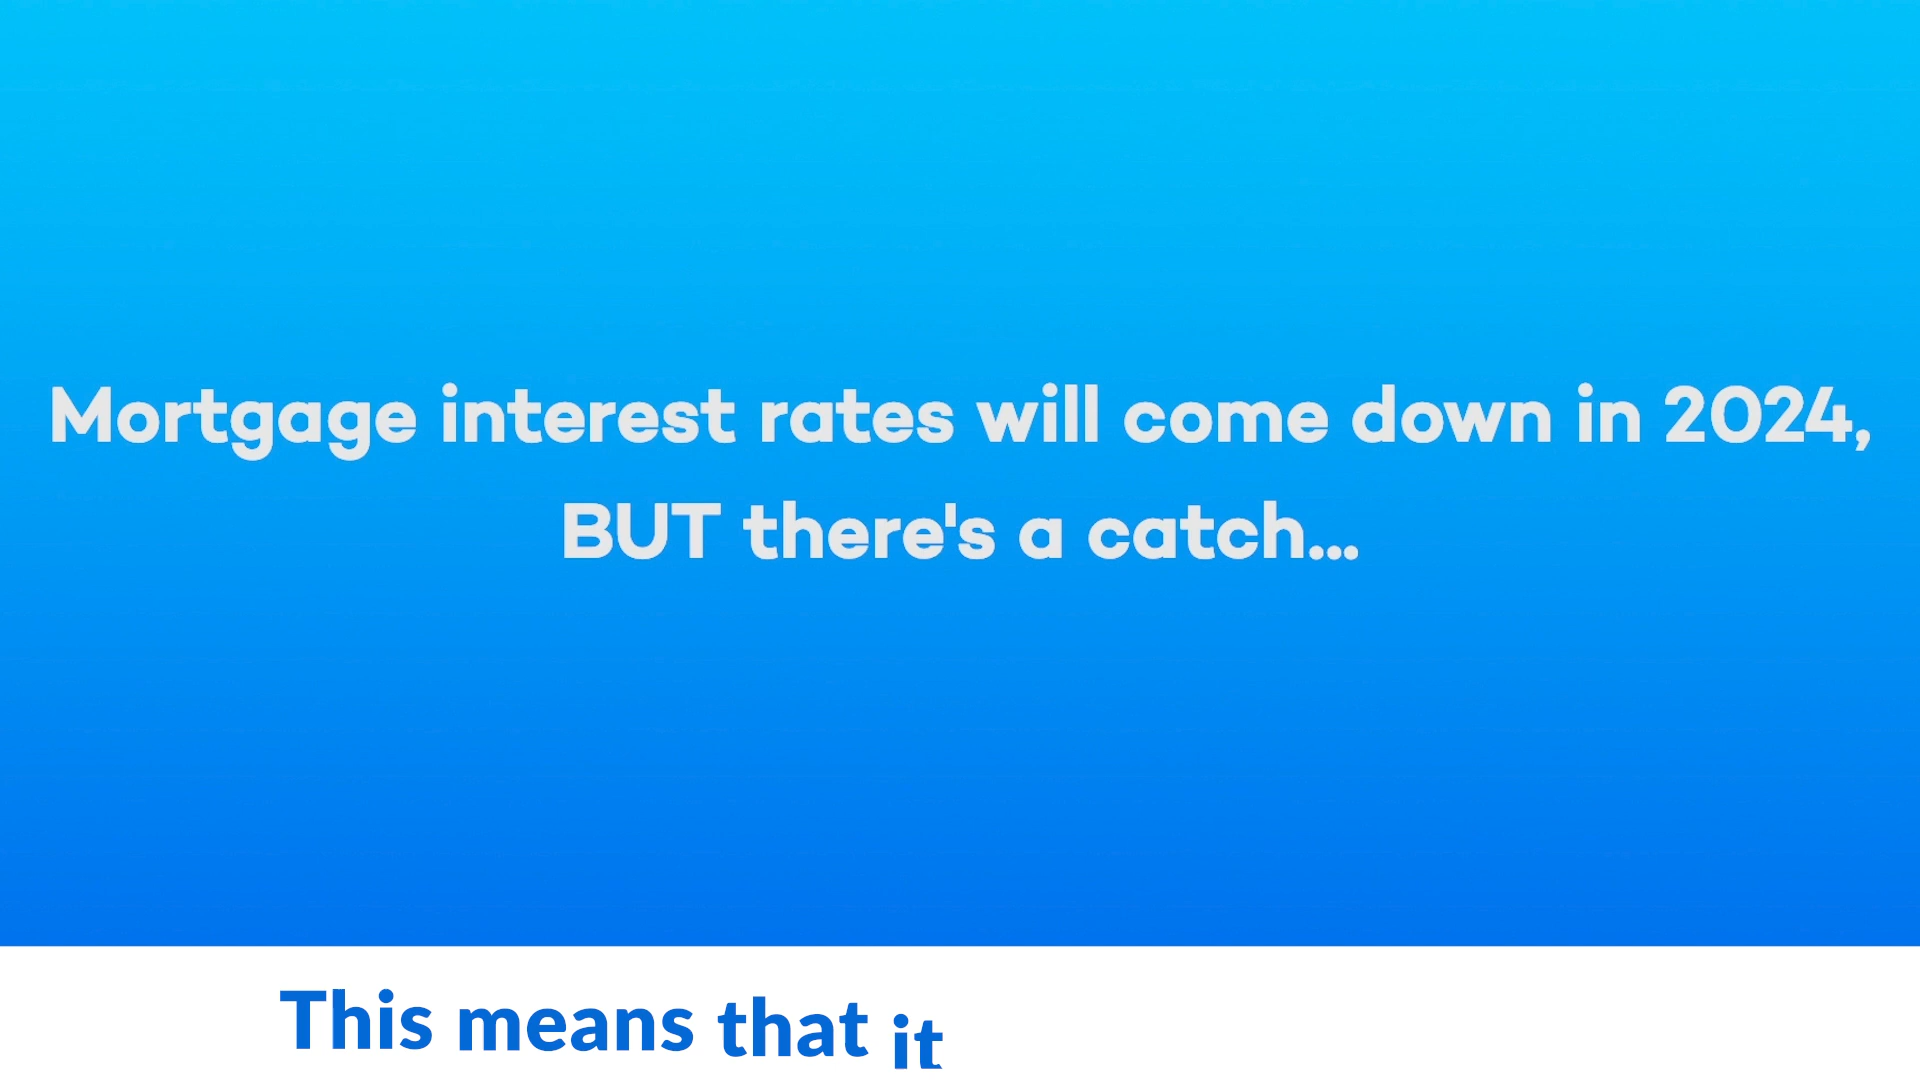 Mortgage interest rates will come down in 2024,
BUT there's a catch...
This means that it